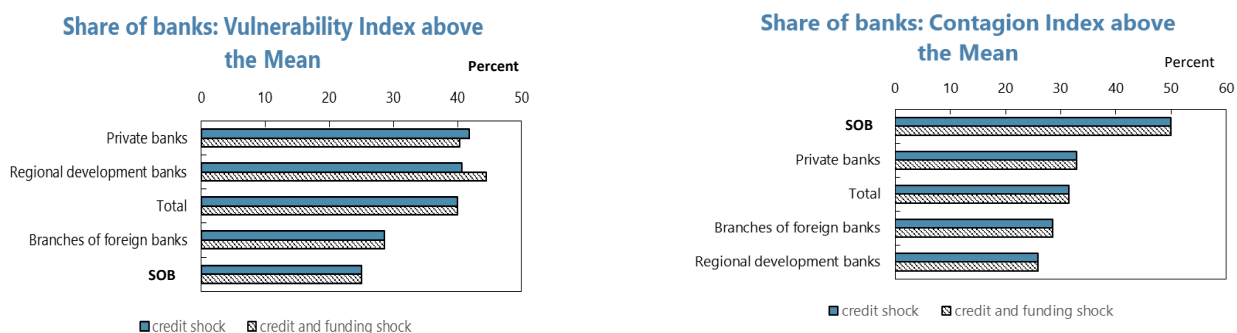 Share of banks: Vulnerability Index above
the Mean
Percent
0 10 20 30 40 50
Private banks
Regional development banks
Total
Branches of foreign banks
SOB
credit shock credit and funding shock
Share of banks: Contagion Index above
the Mean
Percent
0 10 20 30 40 50 60
SOB
Private banks
Total
Branches of foreign banks
Regional development banks
credit shock credit and funding shock